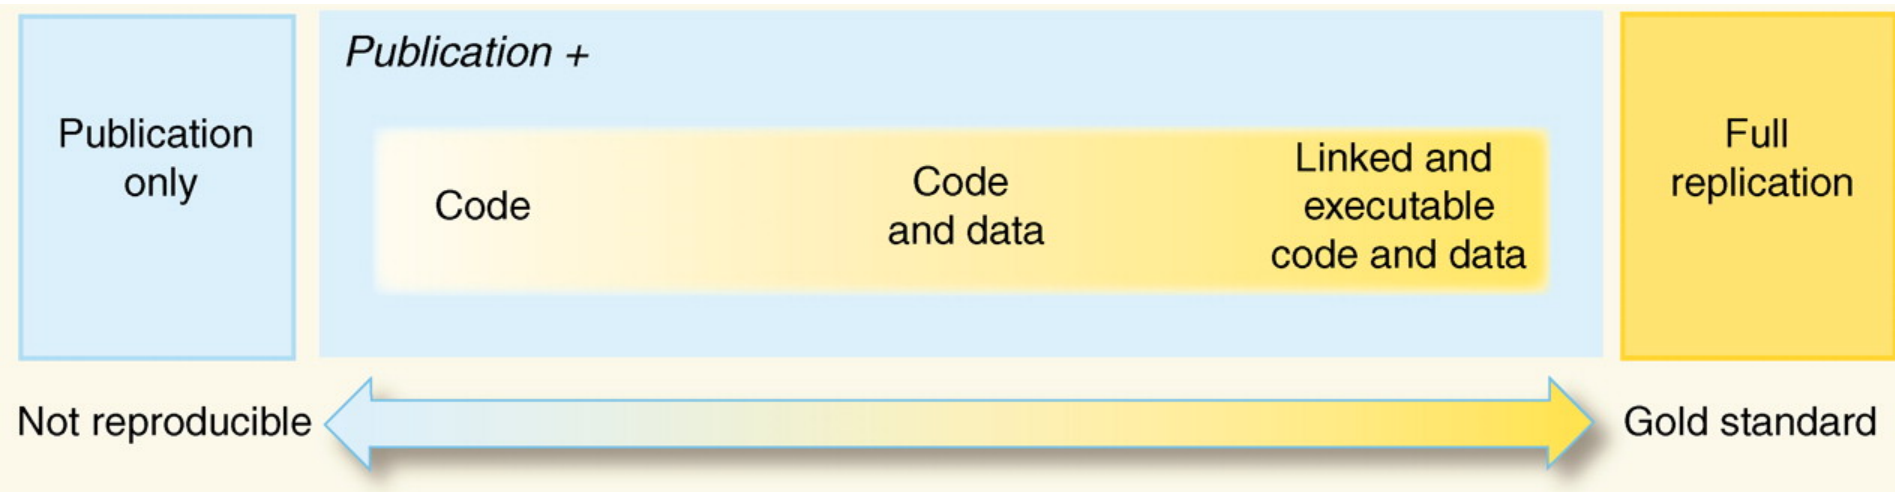 Publication
only
Publication +
Code
Code
and data
Linked and
executable
code and data
Full
replication
Not reproducible
Gold standard